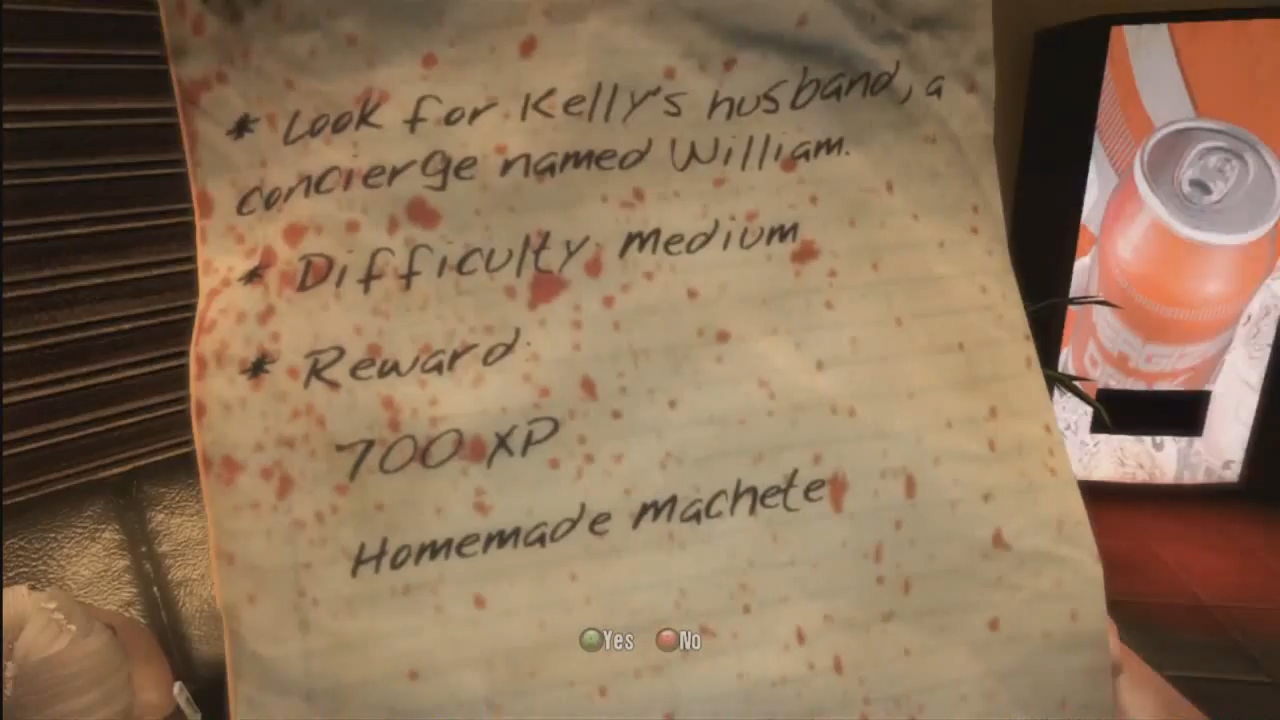 * Look for Kelly's husband, a
concierge named William.
* Difficulty: medium
* Reward:
700 XP
Homemade machete
Yes No